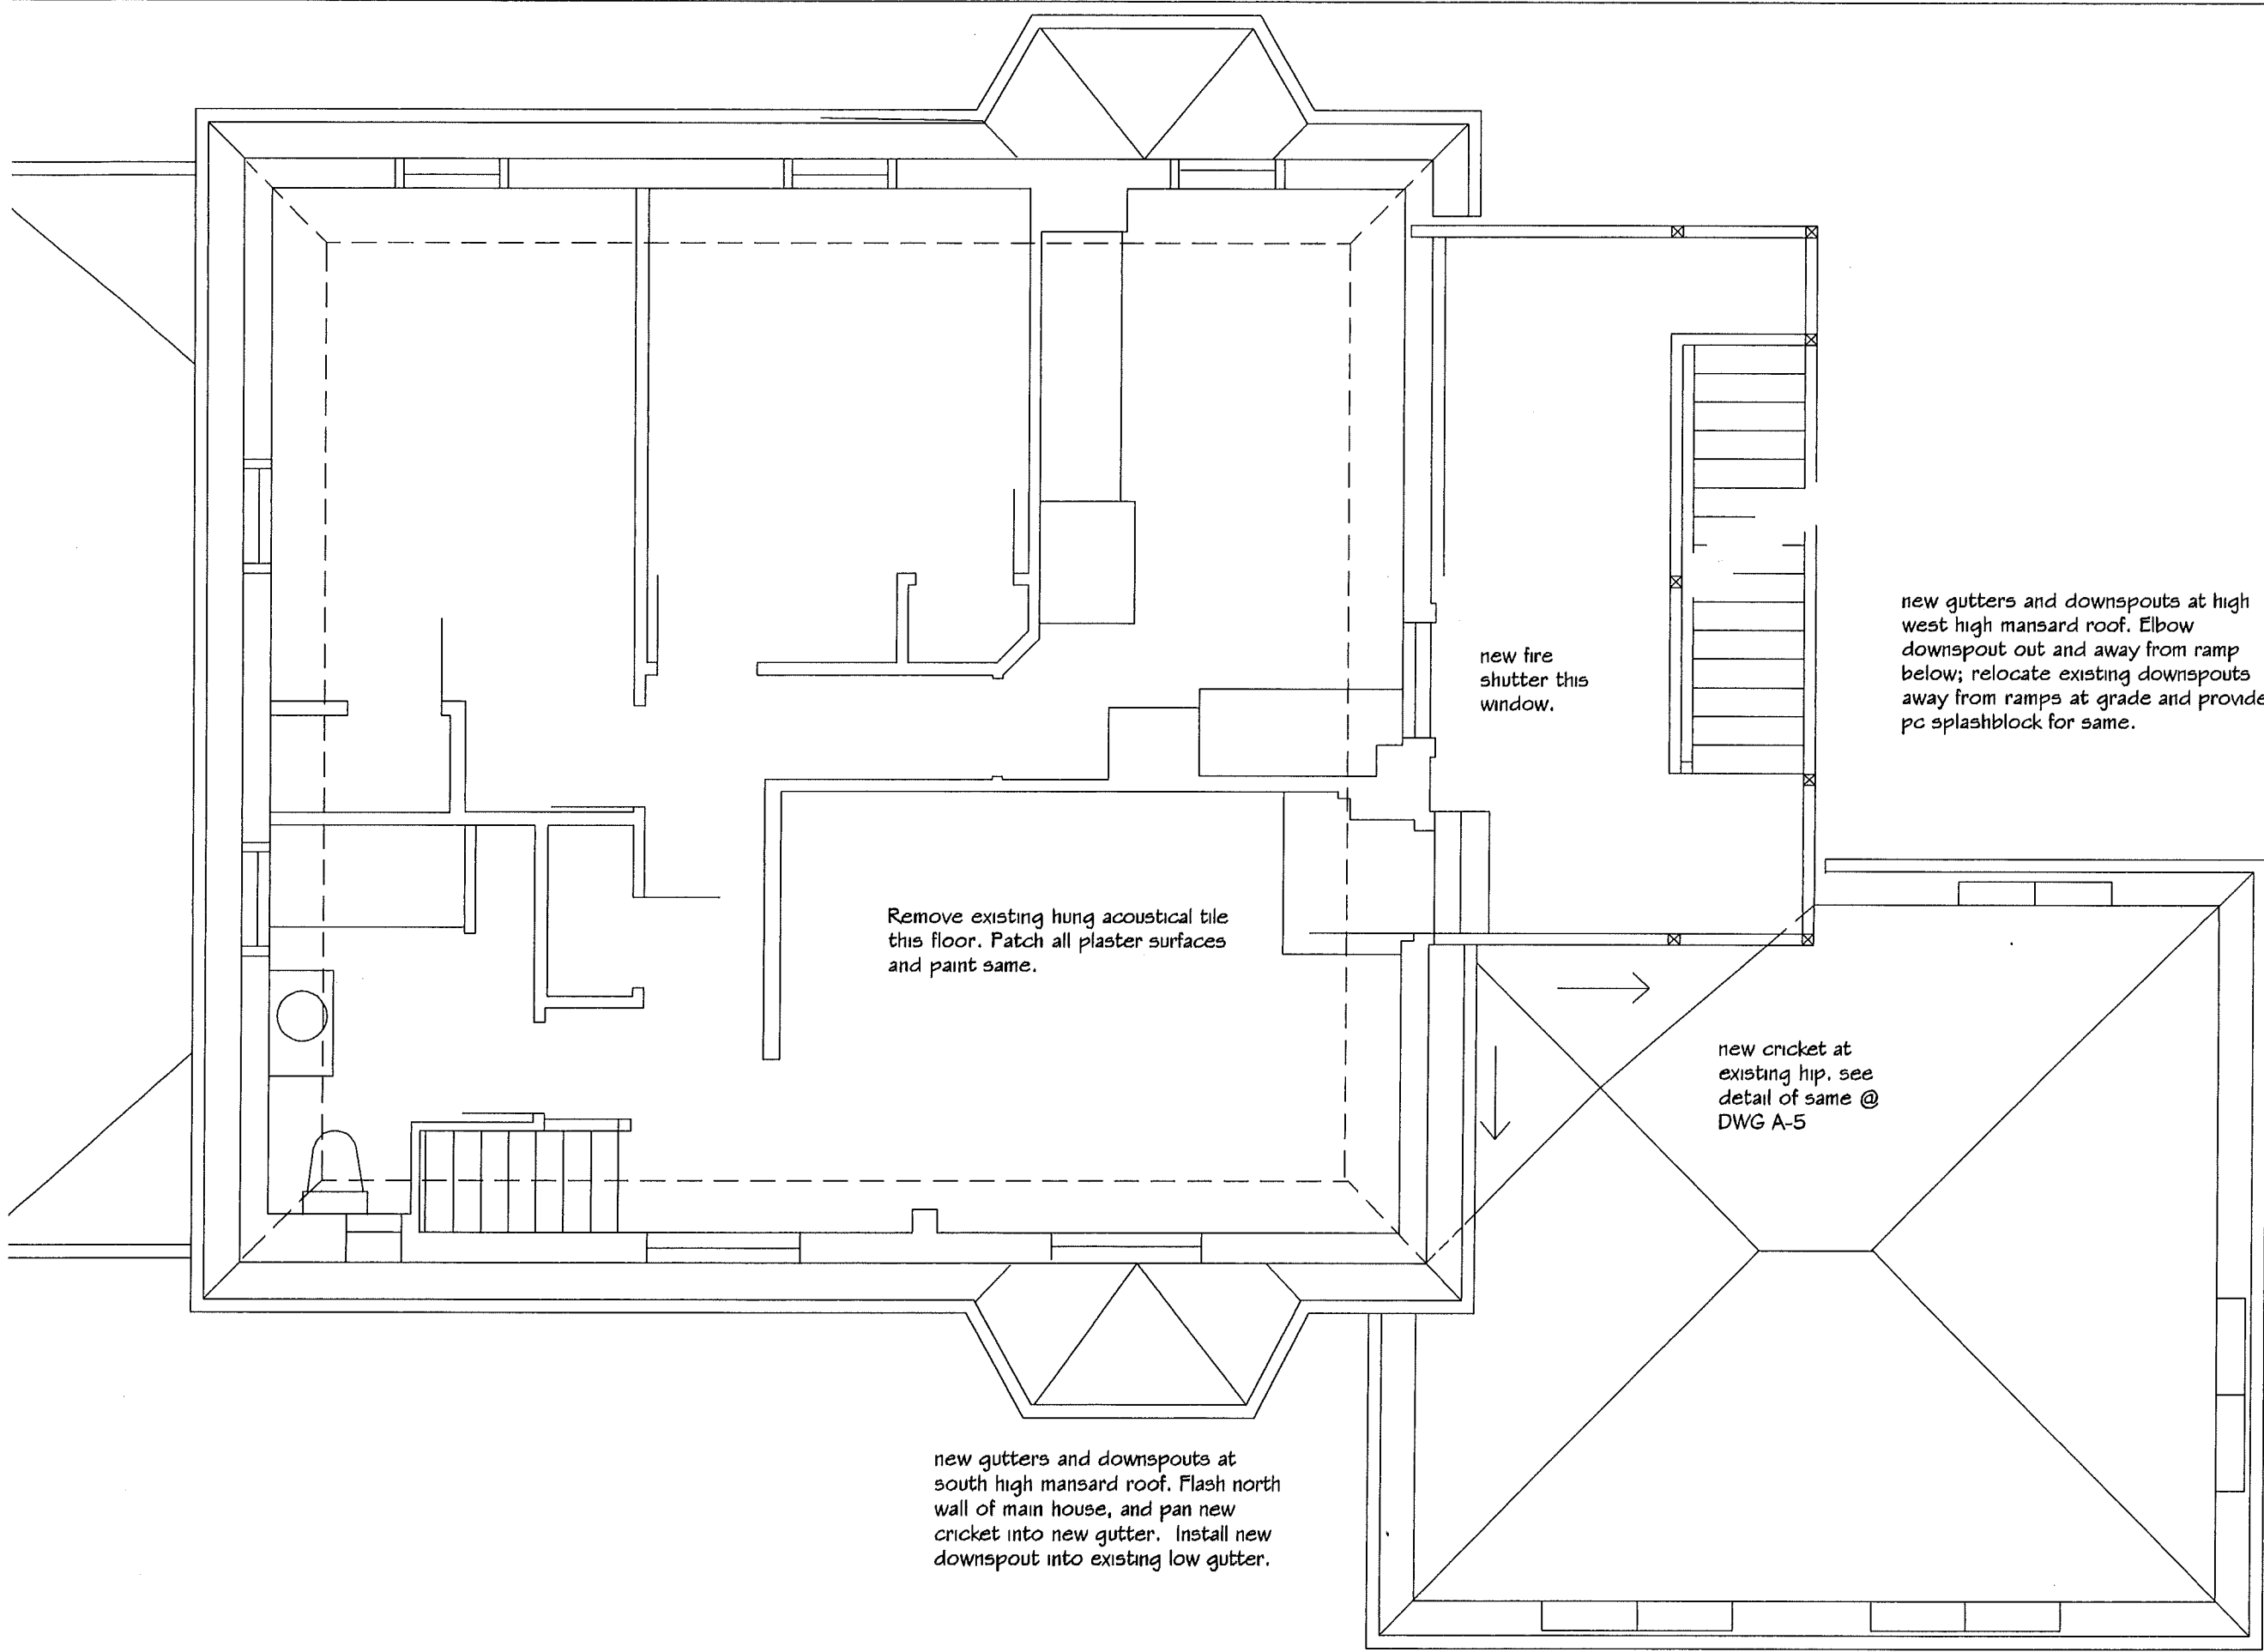 new gutters and downspouts at high
west high mansard roof. Elbow
downspout out and away from ramp
below; relocate existing downspouts
away from ramps at grade and provide
pc splashblock for same.
new fire
shutter this
window.
Remove existing hung acoustical tile
this floor. Patch all plaster surfaces
and paint same.
new cricket at
existing hip. see
detail of same @
DWG A-5
new gutters and downspouts at
south high mansard roof. Flash north
wall of main house, and pan new
cricket into new gutter. Install new
downspout into existing low gutter.